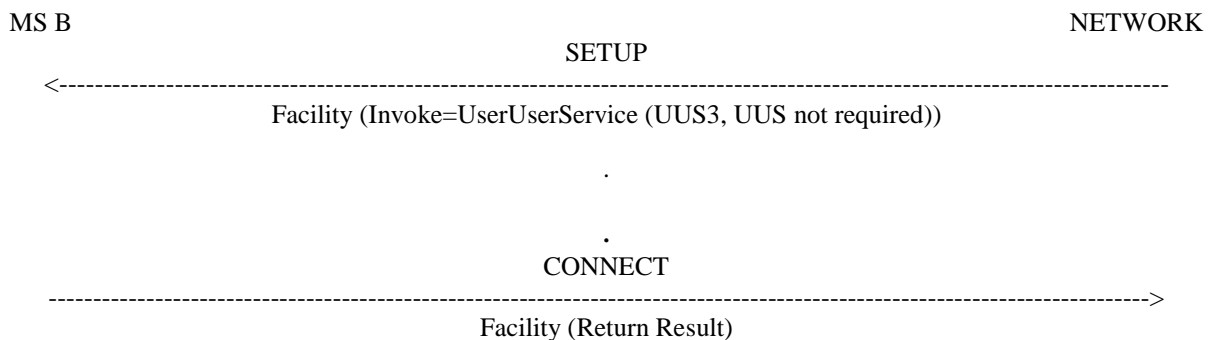 MS B NETWORK
SETUP
<------------------------------------------------------------------------------------------------------------------------------
Facility (Invoke=UserUserService (UUS3, UUS not required))
.
.
CONNECT
---------------------------------------------------------------------------------------------------------------------------->
Facility (Return Result)